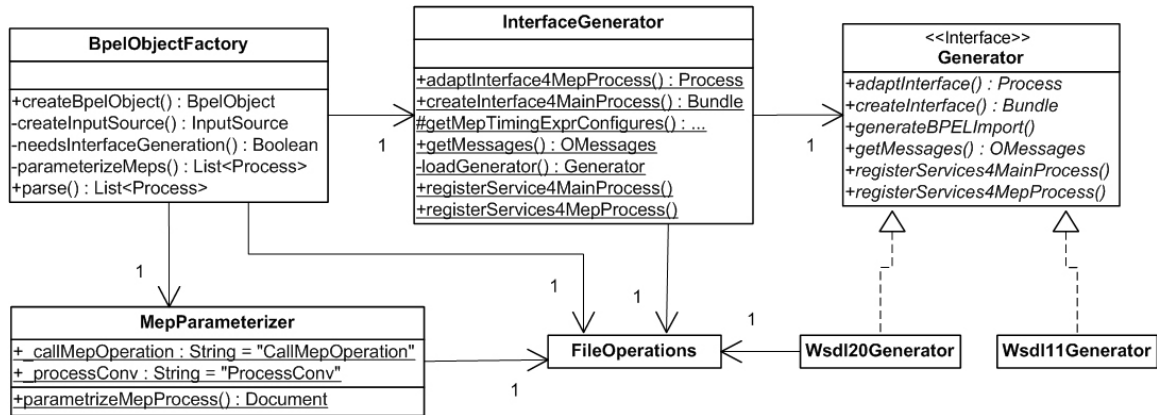 BpelObjectFactory
+createBpelObject() : BpelObject
-createInputSource() : InputSource
-needsInterfaceGeneration() : Boolean
-parameterizeMeps() : List<Process>
+parse() : List<Process>
1
InterfaceGenerator
+adaptInterface4MepProcess() : Process
+createInterface4MainProcess() : Bundle
#getMepTimingExprConfigures() : ...
+getMessages() : OMessages
-loadGenerator() : Generator
+registerService4MainProcess()
+registerServices4MepProcess()
1
<<Interface>>
Generator
+adaptInterface() : Process
+createInterface() : Bundle
+generateBPELImport()
+getMessages() : OMessages
+registerServices4MainProcess()
+registerServices4MepProcess()
1
1
1
1
MepParameterizer
+_callMepOperation : String = "CallMepOperation"
+_processConv : String = "ProcessConv"
+parametrizeMepProcess() : Document
1
FileOperations
Wsdl20Generator
Wsdl11Generator